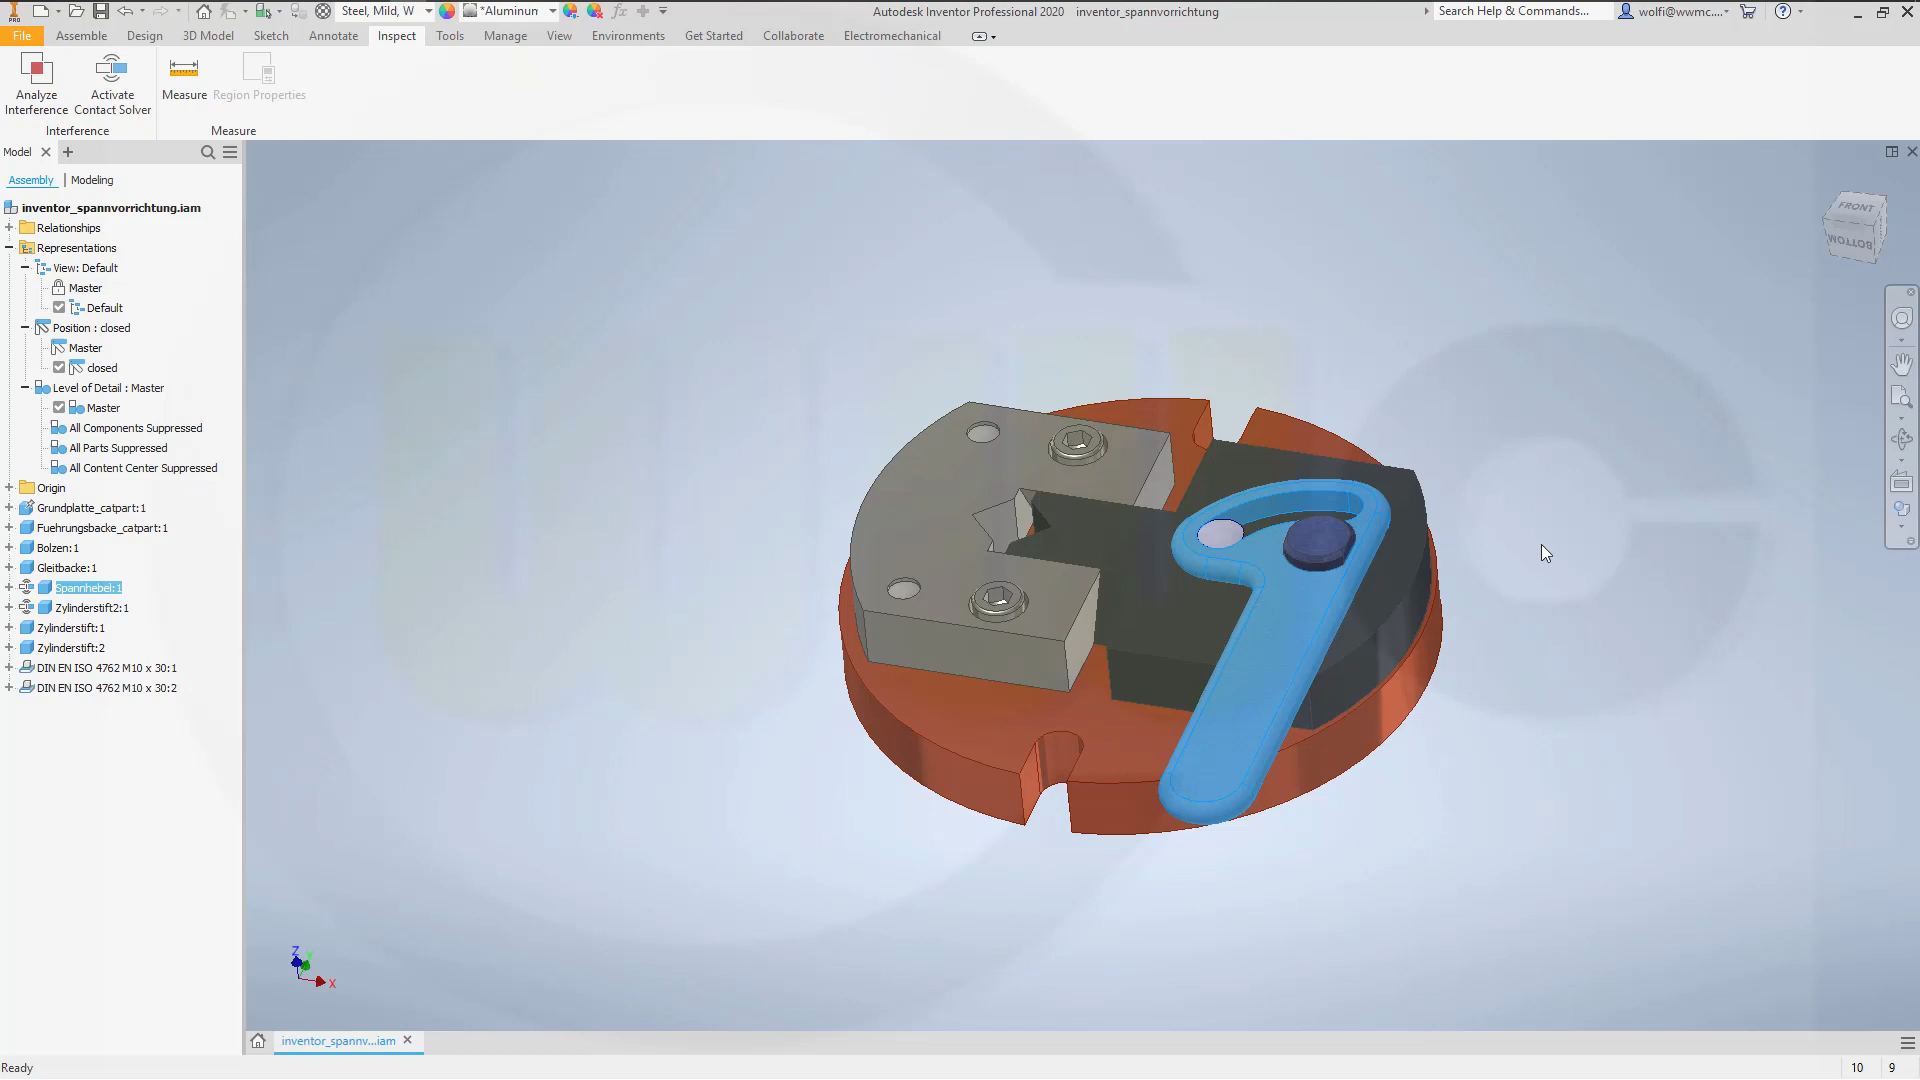 PRO
Steel, Mild, W
*Aluminun
Autodesk Inventor Professional 2020 inventor_spannvorrichtung
Search Help & Commands...
wolfi@wwmc....
File Assemble Design 3D Model Sketch Annotate Inspect Tools Manage View Environments Get Started Collaborate Electromechanical
Analyze Interference
Activate Contact Solver
Measure
Region Properties
Interference
Measure
Model
Assembly
Modeling
inventor_spannvorrichtung.iam
Relationships
Representations
View: Default
Master
Default
Position : closed
Master
closed
Level of Detail : Master
Master
All Components Suppressed
All Parts Suppressed
All Content Center Suppressed
Origin
Grundplatte_catpart:1
Fuehrungsbacke_catpart:1
Bolzen:1
Gleitbacke:1
Spannhebel:1
Zylinderstift2:1
Zylinderstift:1
Zylinderstift:2
DIN EN ISO 4762 M10 x 30:1
DIN EN ISO 4762 M10 x 30:2
FRONT
BOTTOM
Z
Y
X
inventor_spannv...iam
Ready
10 9